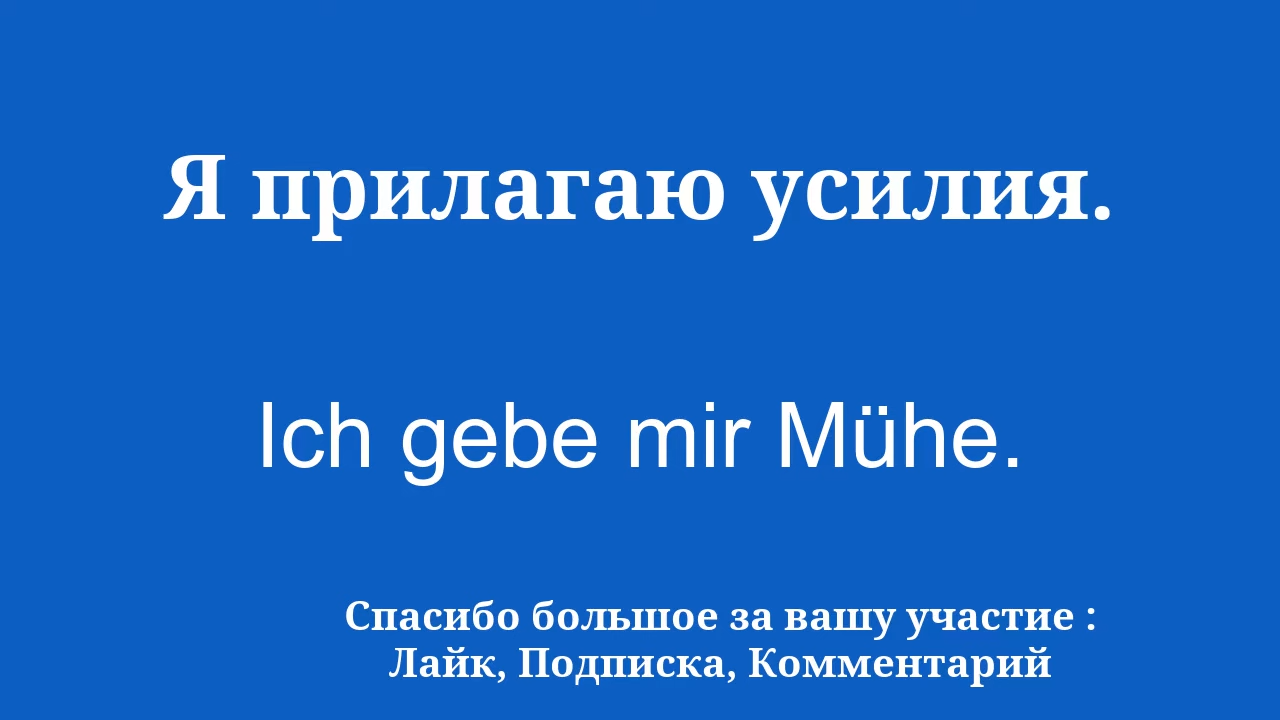 Я прилагаю усилия.
Ich gebe mir Mühe.
Спасибо большое за вашу участие :
Лайк, Подписка, Комментарий